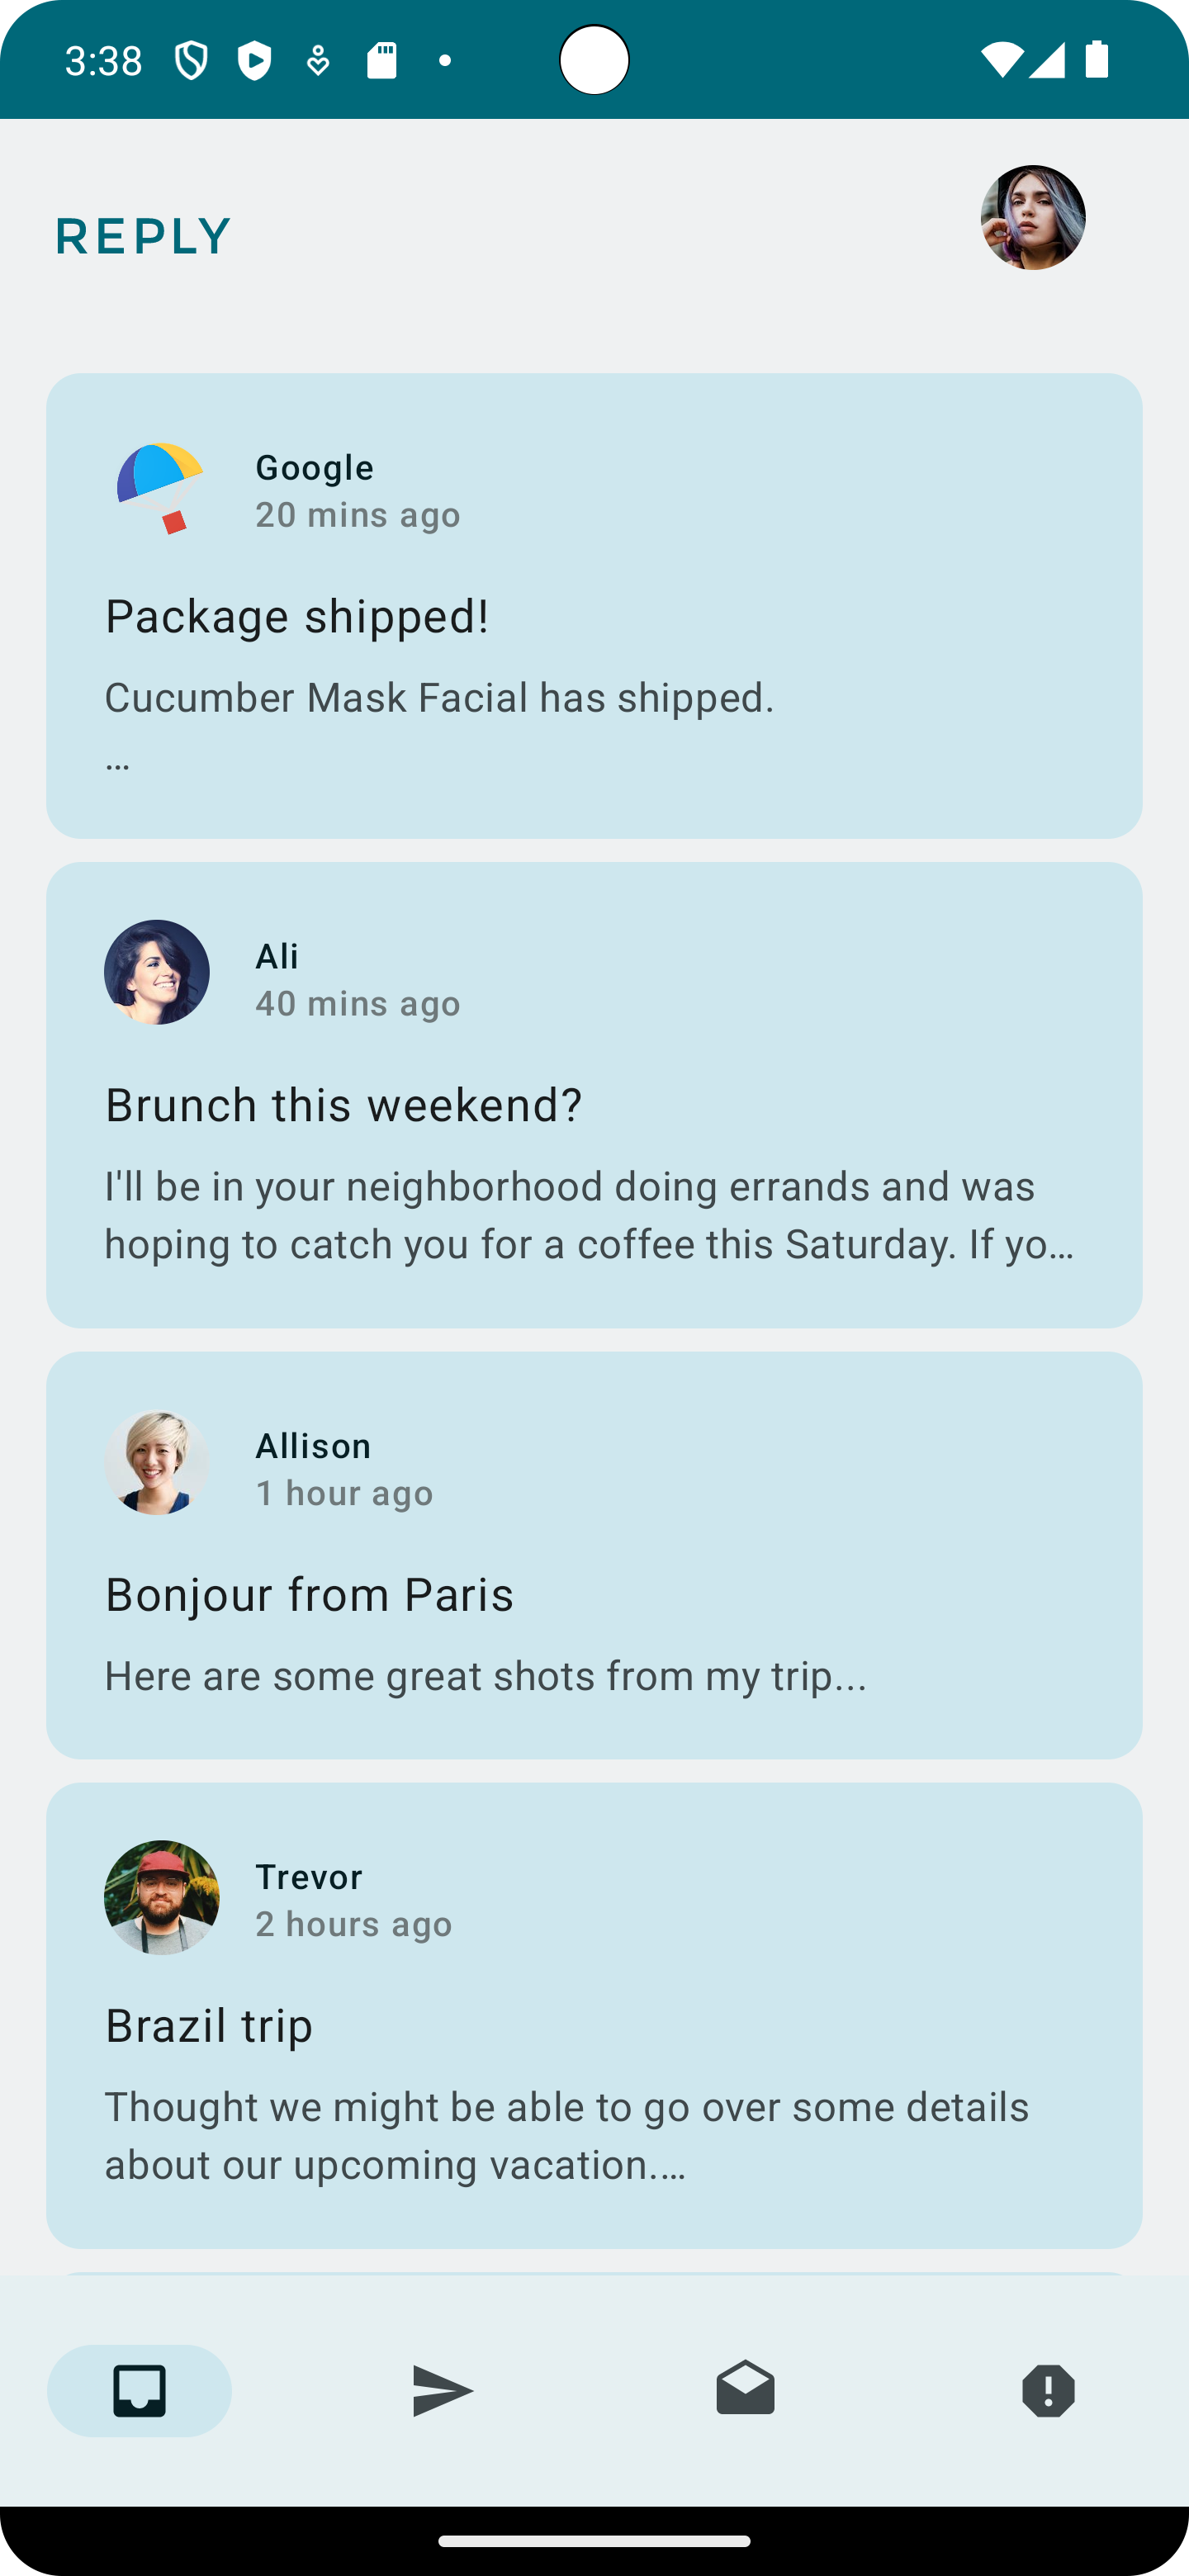 3:38
REPLY
Google
20 mins ago
Package shipped!
Cucumber Mask Facial has shipped.
…
Ali
40 mins ago
Brunch this weekend?
I'll be in your neighborhood doing errands and was
hoping to catch you for a coffee this Saturday. If yo…
Allison
1 hour ago
Bonjour from Paris
Here are some great shots from my trip...
Trevor
2 hours ago
Brazil trip
Thought we might be able to go over some details
about our upcoming vacation.…